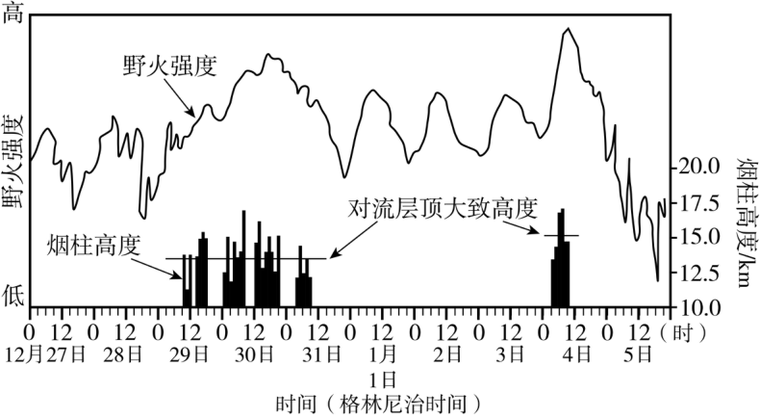 高
野火强度
野火强度
20.0
17.5
对流层顶大致高度
15.0
烟柱高度
12.5
低
10.0
烟柱高度/km
0 12 0 12 0 12 0 12 0 12 0 12 0 12 0 12 0 12 0 12 (时)
12月27日 28日 29日 30日 31日 1月 2日 3日 4日 5日
1日
时间（格林尼治时间）